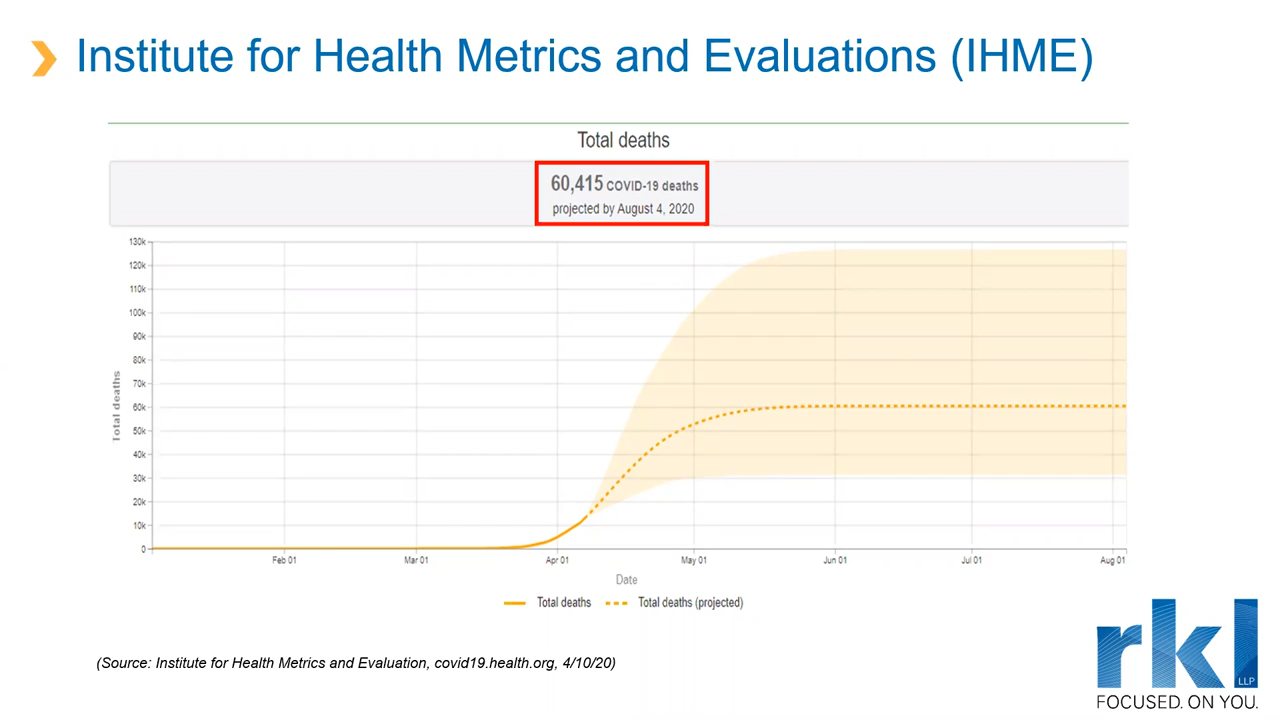 Institute for Health Metrics and Evaluations (IHME)
Total deaths
60,415 COVID-19 deaths
projected by August 4, 2020
130k
120k
110k
100k
90k
80k
70k
60k
50k
40k
30k
20k
10k
0
Total deaths
Feb 01 Mar 01 Apr 01 May 01 Jun 01 Jul 01 Aug 01
Date
Total deaths Total deaths (projected)
(Source: Institute for Health Metrics and Evaluation, covid19.health.org, 4/10/20)
rkl
LLP
FOCUSED. ON YOU.